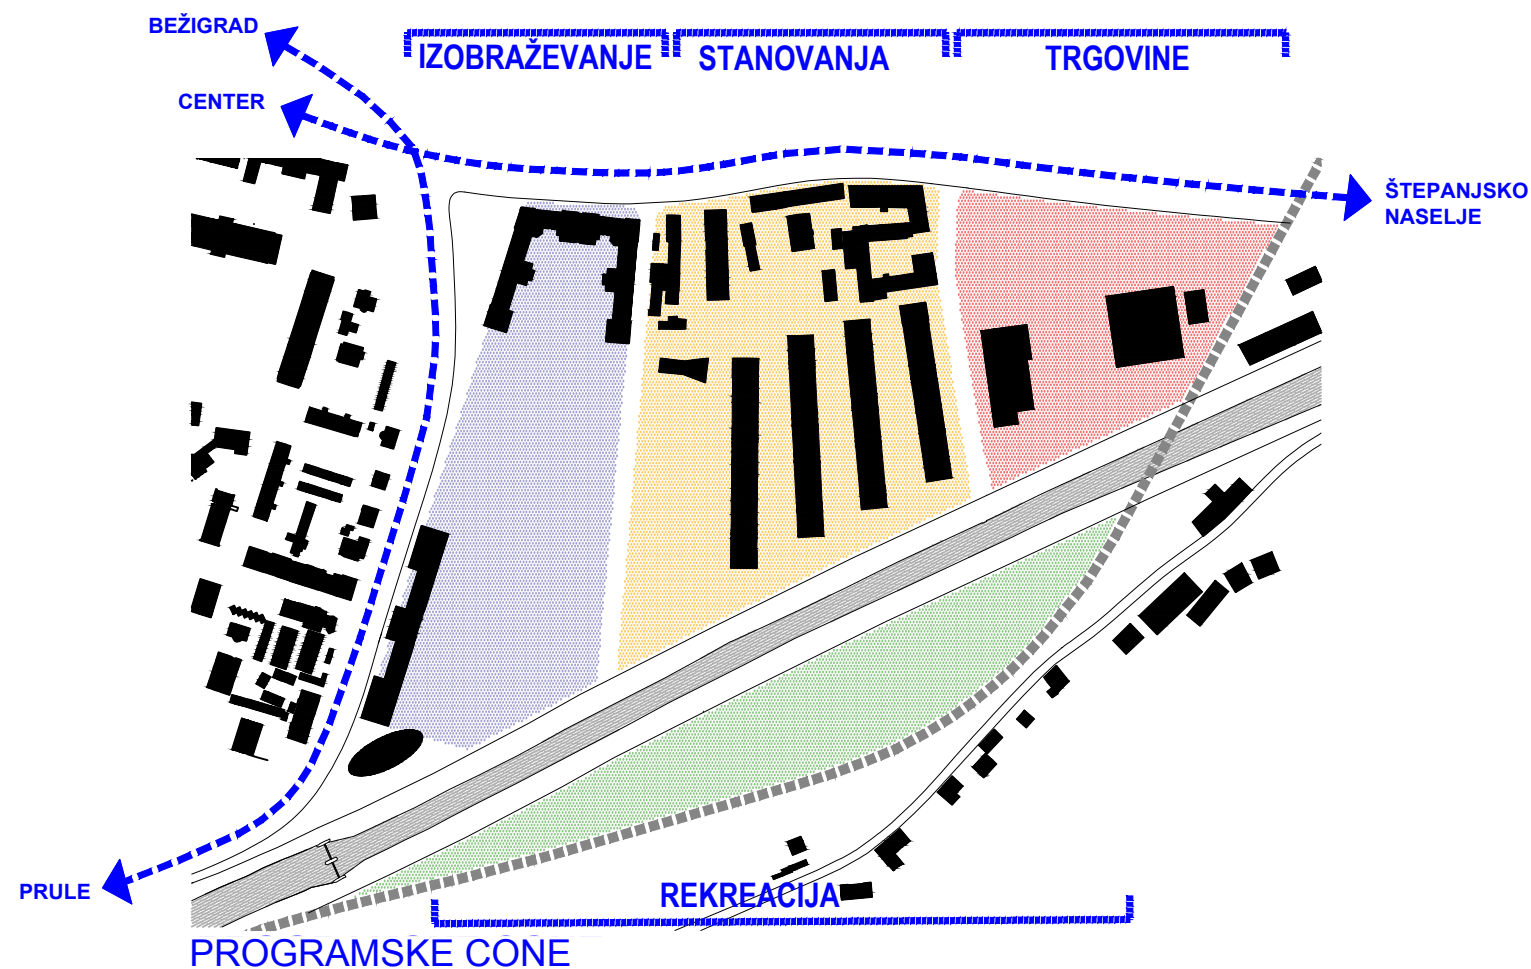 BEŽIGRAD
IZOBRAŽEVANJE
STANOVANJA
TRGOVINE
CENTER
ŠTEPANJSKO
NASELJE
PRULE
REKREACIJA
PROGRAMSKE CONE